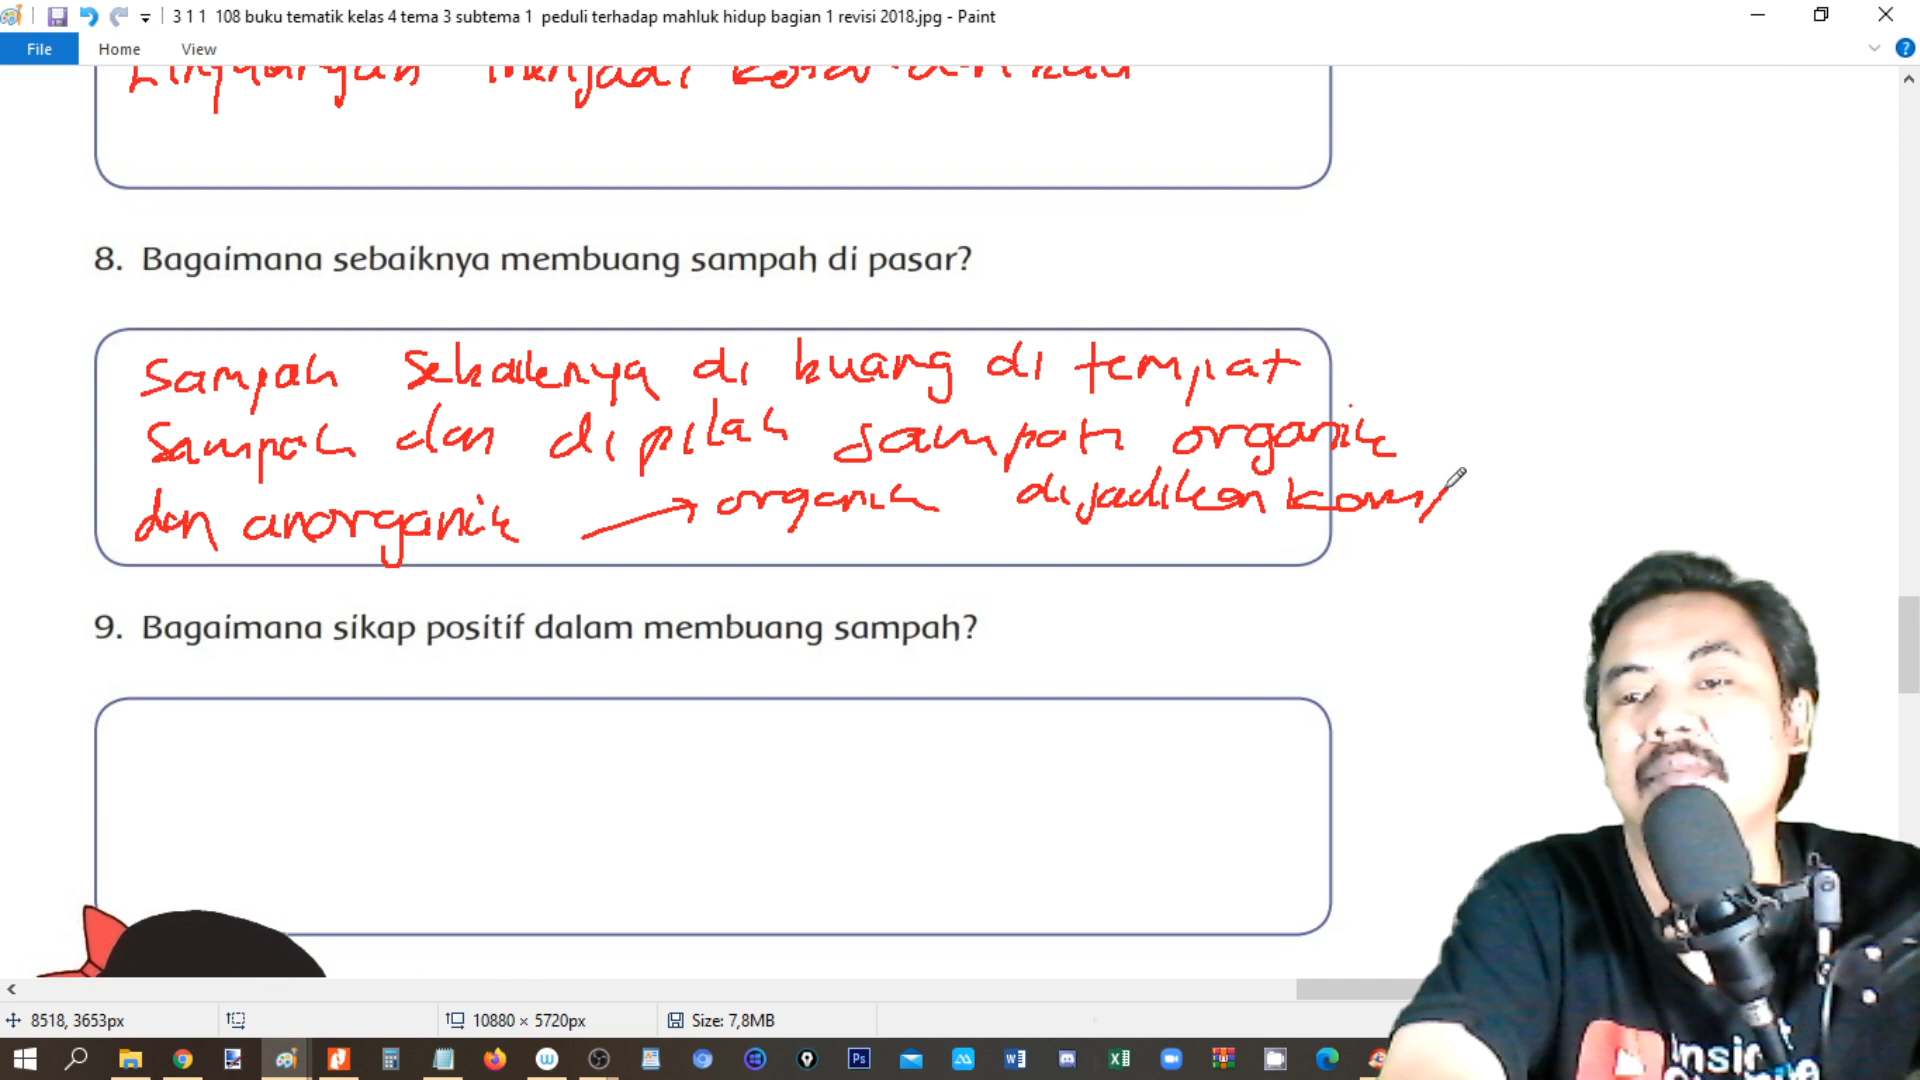 3 1 1 108 buku tematik kelas 4 tema 3 subtema 1 peduli terhadap mahluk hidup bagian 1 revisi 2018.jpg - Paint
File Home View
8. Bagaimana sebaiknya membuang sampah di pasar?
Sampah sebaiknya di buang di tempat
Sampah dan dipilah sampah organik
dan anorganik → organik dijadikan komp
9. Bagaimana sikap positif dalam membuang sampah?
8518, 3653px 10880 × 5720px Size: 7,8MB